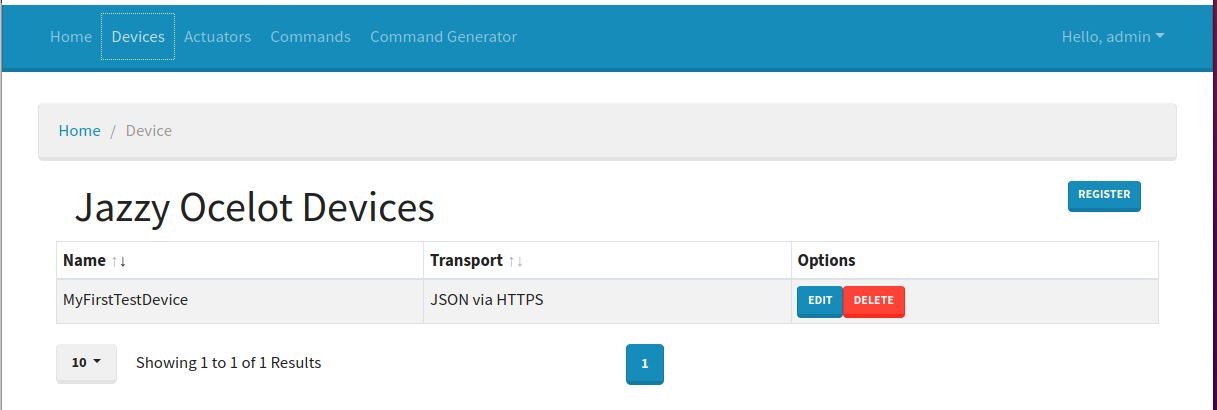 Home Devices Actuators Commands Command Generator Hello, admin
Home / Device
Jazzy Ocelot Devices
REGISTER
Name ↑↓ Transport ↑↓ Options
MyFirstTestDevice JSON via HTTPS EDIT DELETE
10 Showing 1 to 1 of 1 Results 1